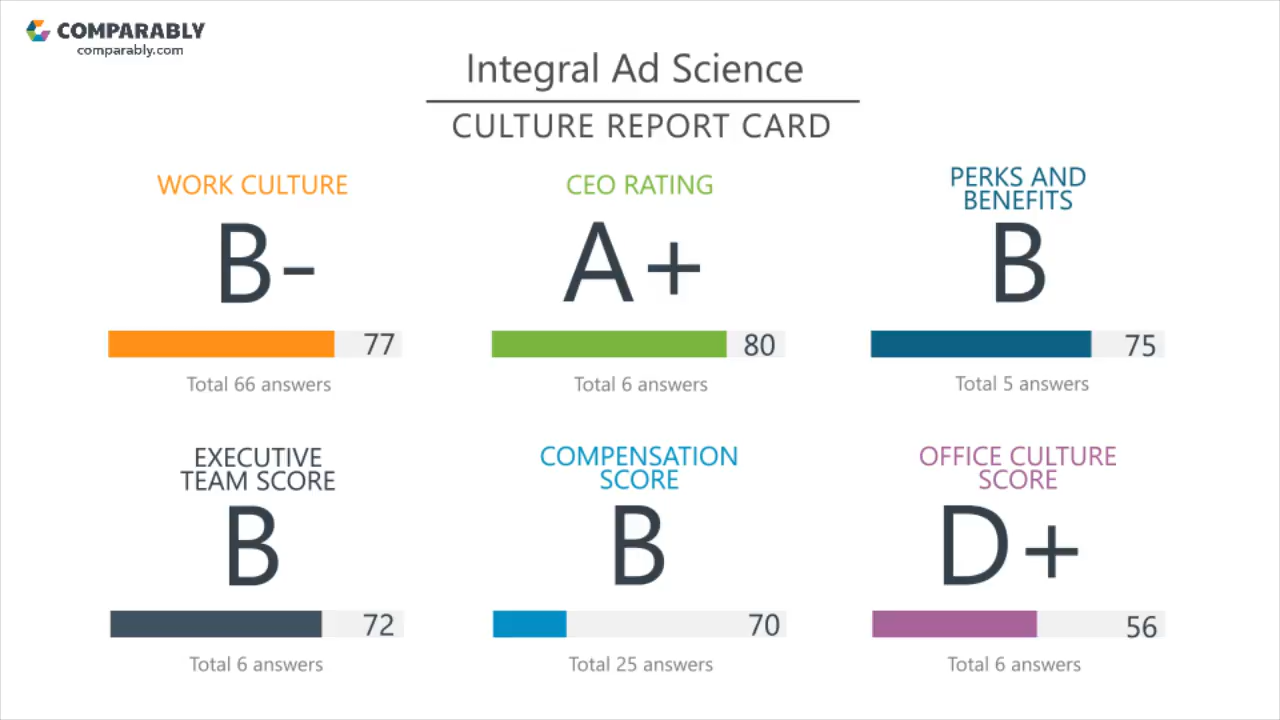 COMPARABLY
comparably.com
Integral Ad Science
CULTURE REPORT CARD
WORK CULTURE
B-
77
Total 66 answers
CEO RATING
A+
80
Total 6 answers
PERKS AND
BENEFITS
B
75
Total 5 answers
EXECUTIVE
TEAM SCORE
B
72
Total 6 answers
COMPENSATION
SCORE
B
70
Total 25 answers
OFFICE CULTURE
SCORE
D+
56
Total 6 answers